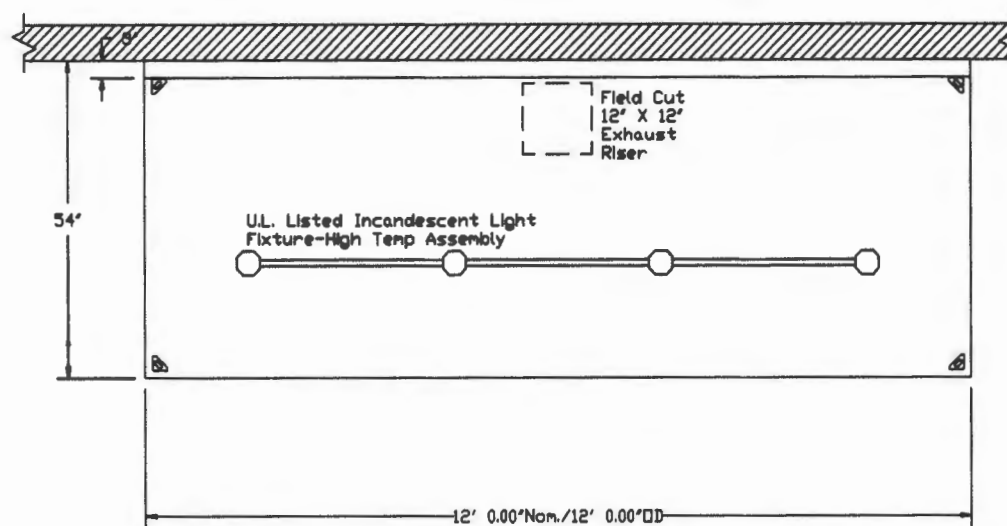 3"
Field Cut
12" X 12"
Exhaust
Riser
54"
U.L. Listed Incandescent Light
Fixture-High Temp Assembly
12' 0.00"Nom./12' 0.00"OD